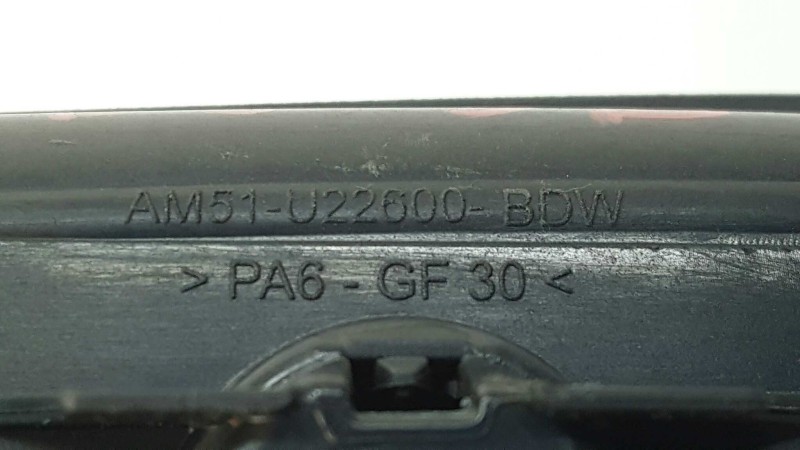 AM51-U22600-BDW
> PA6 - GF 30 <